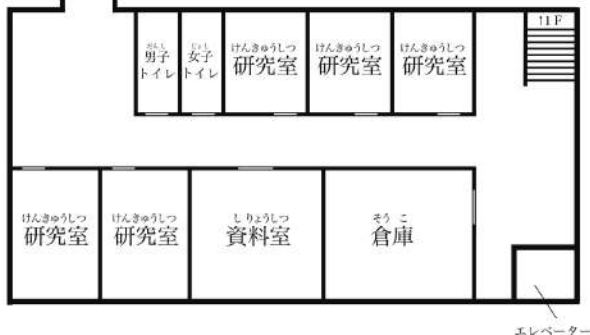 ↑1F
だんし じょし けんきゅうしつ けんきゅうしつ けんきゅうしつ
男子 女子 研究室 研究室 研究室
トイレ トイレ
けんきゅうしつ けんきゅうしつ しりょうしつ そうこ
研究室 研究室 資料室 倉庫
エレベーター